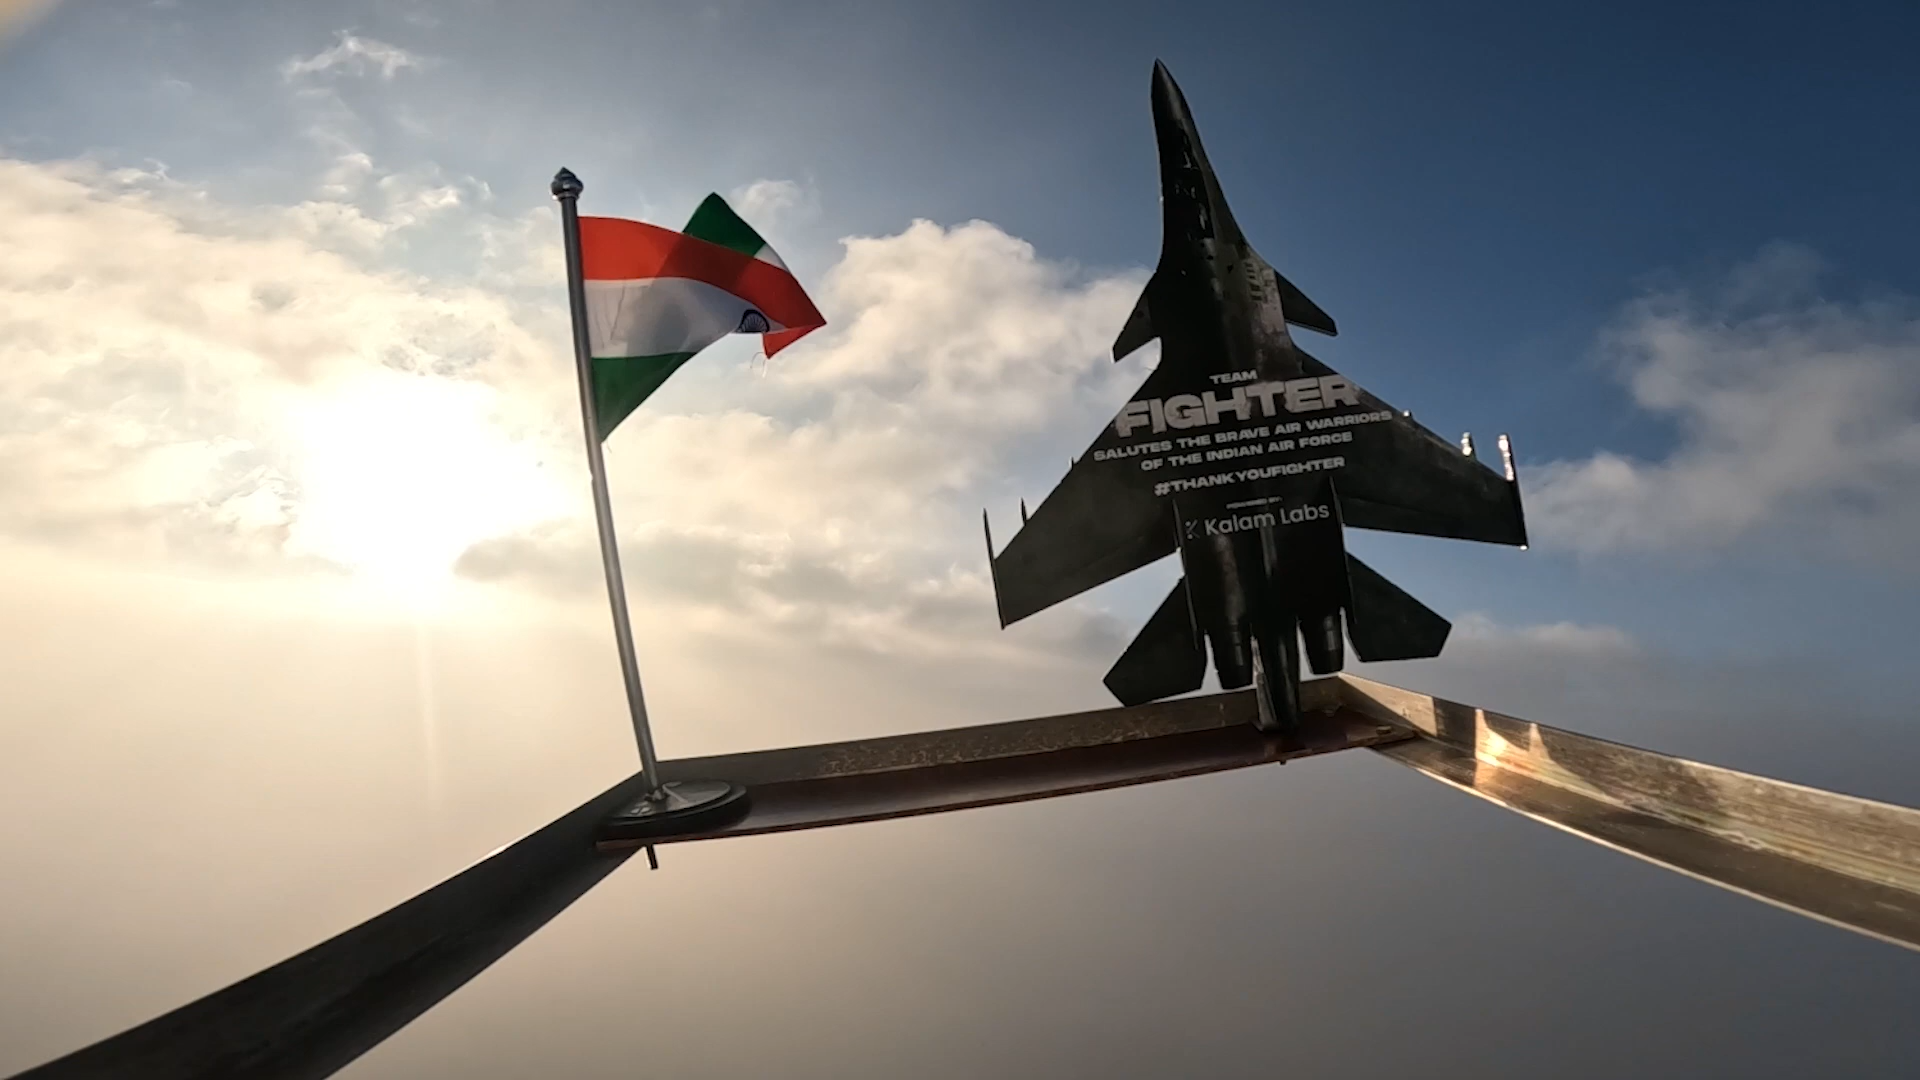 TEAM
FIGHTER
SALUTES THE BRAVE AIR WARRIORS
OF THE INDIAN AIR FORCE
#THANKYOUFIGHTER
POWERED BY:
Kalam Labs